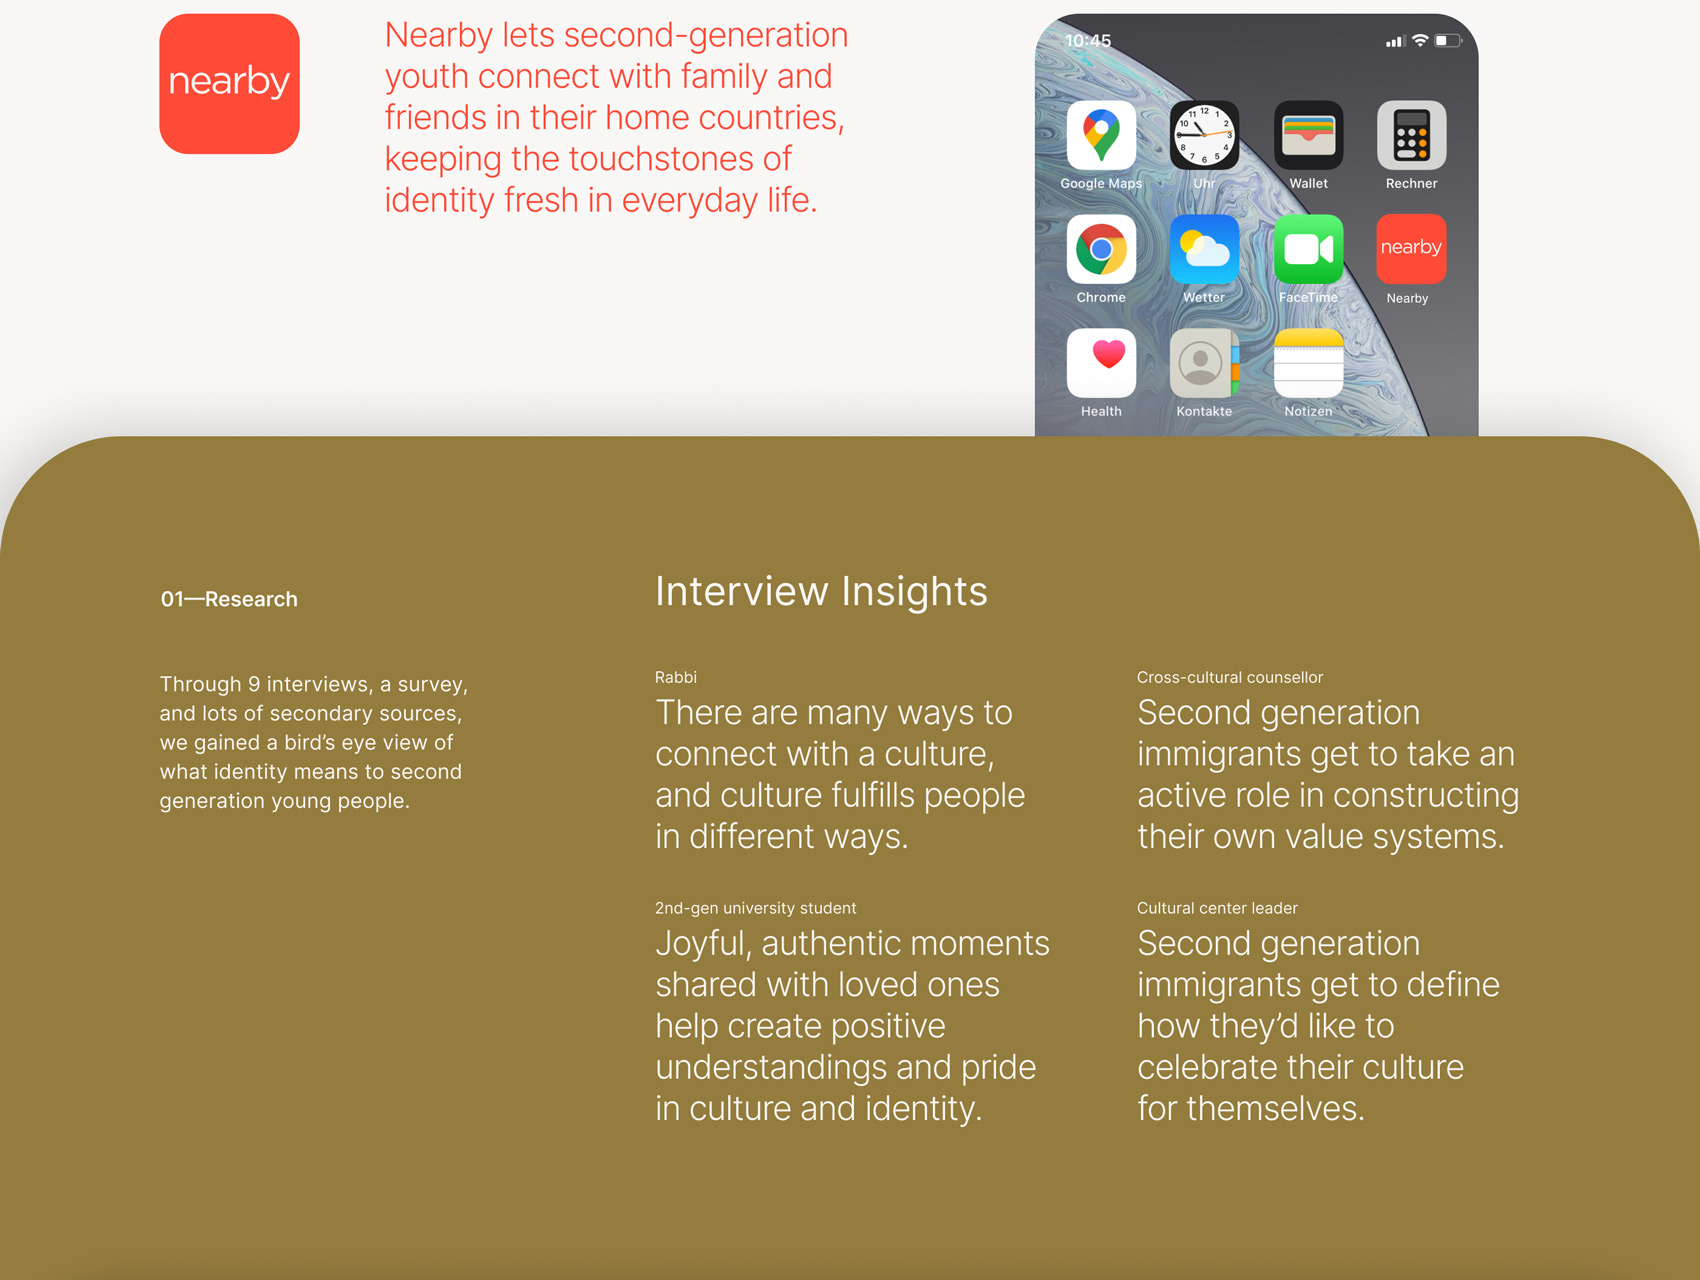 nearby
Nearby lets second-generation
youth connect with family and
friends in their home countries,
keeping the touchstones of
identity fresh in everyday life.
10:45
Google Maps
Uhr
Wallet
Rechner
nearby
Chrome
Wetter
FaceTime
Nearby
Health
Kontakte
Notizen
01—Research
Through 9 interviews, a survey,
and lots of secondary sources,
we gained a bird’s eye view of
what identity means to second
generation young people.
Interview Insights
Rabbi
There are many ways to
connect with a culture,
and culture fulfills people
in different ways.
Cross-cultural counsellor
Second generation
immigrants get to take an
active role in constructing
their own value systems.
2nd-gen university student
Joyful, authentic moments
shared with loved ones
help create positive
understandings and pride
in culture and identity.
Cultural center leader
Second generation
immigrants get to define
how they’d like to
celebrate their culture
for themselves.